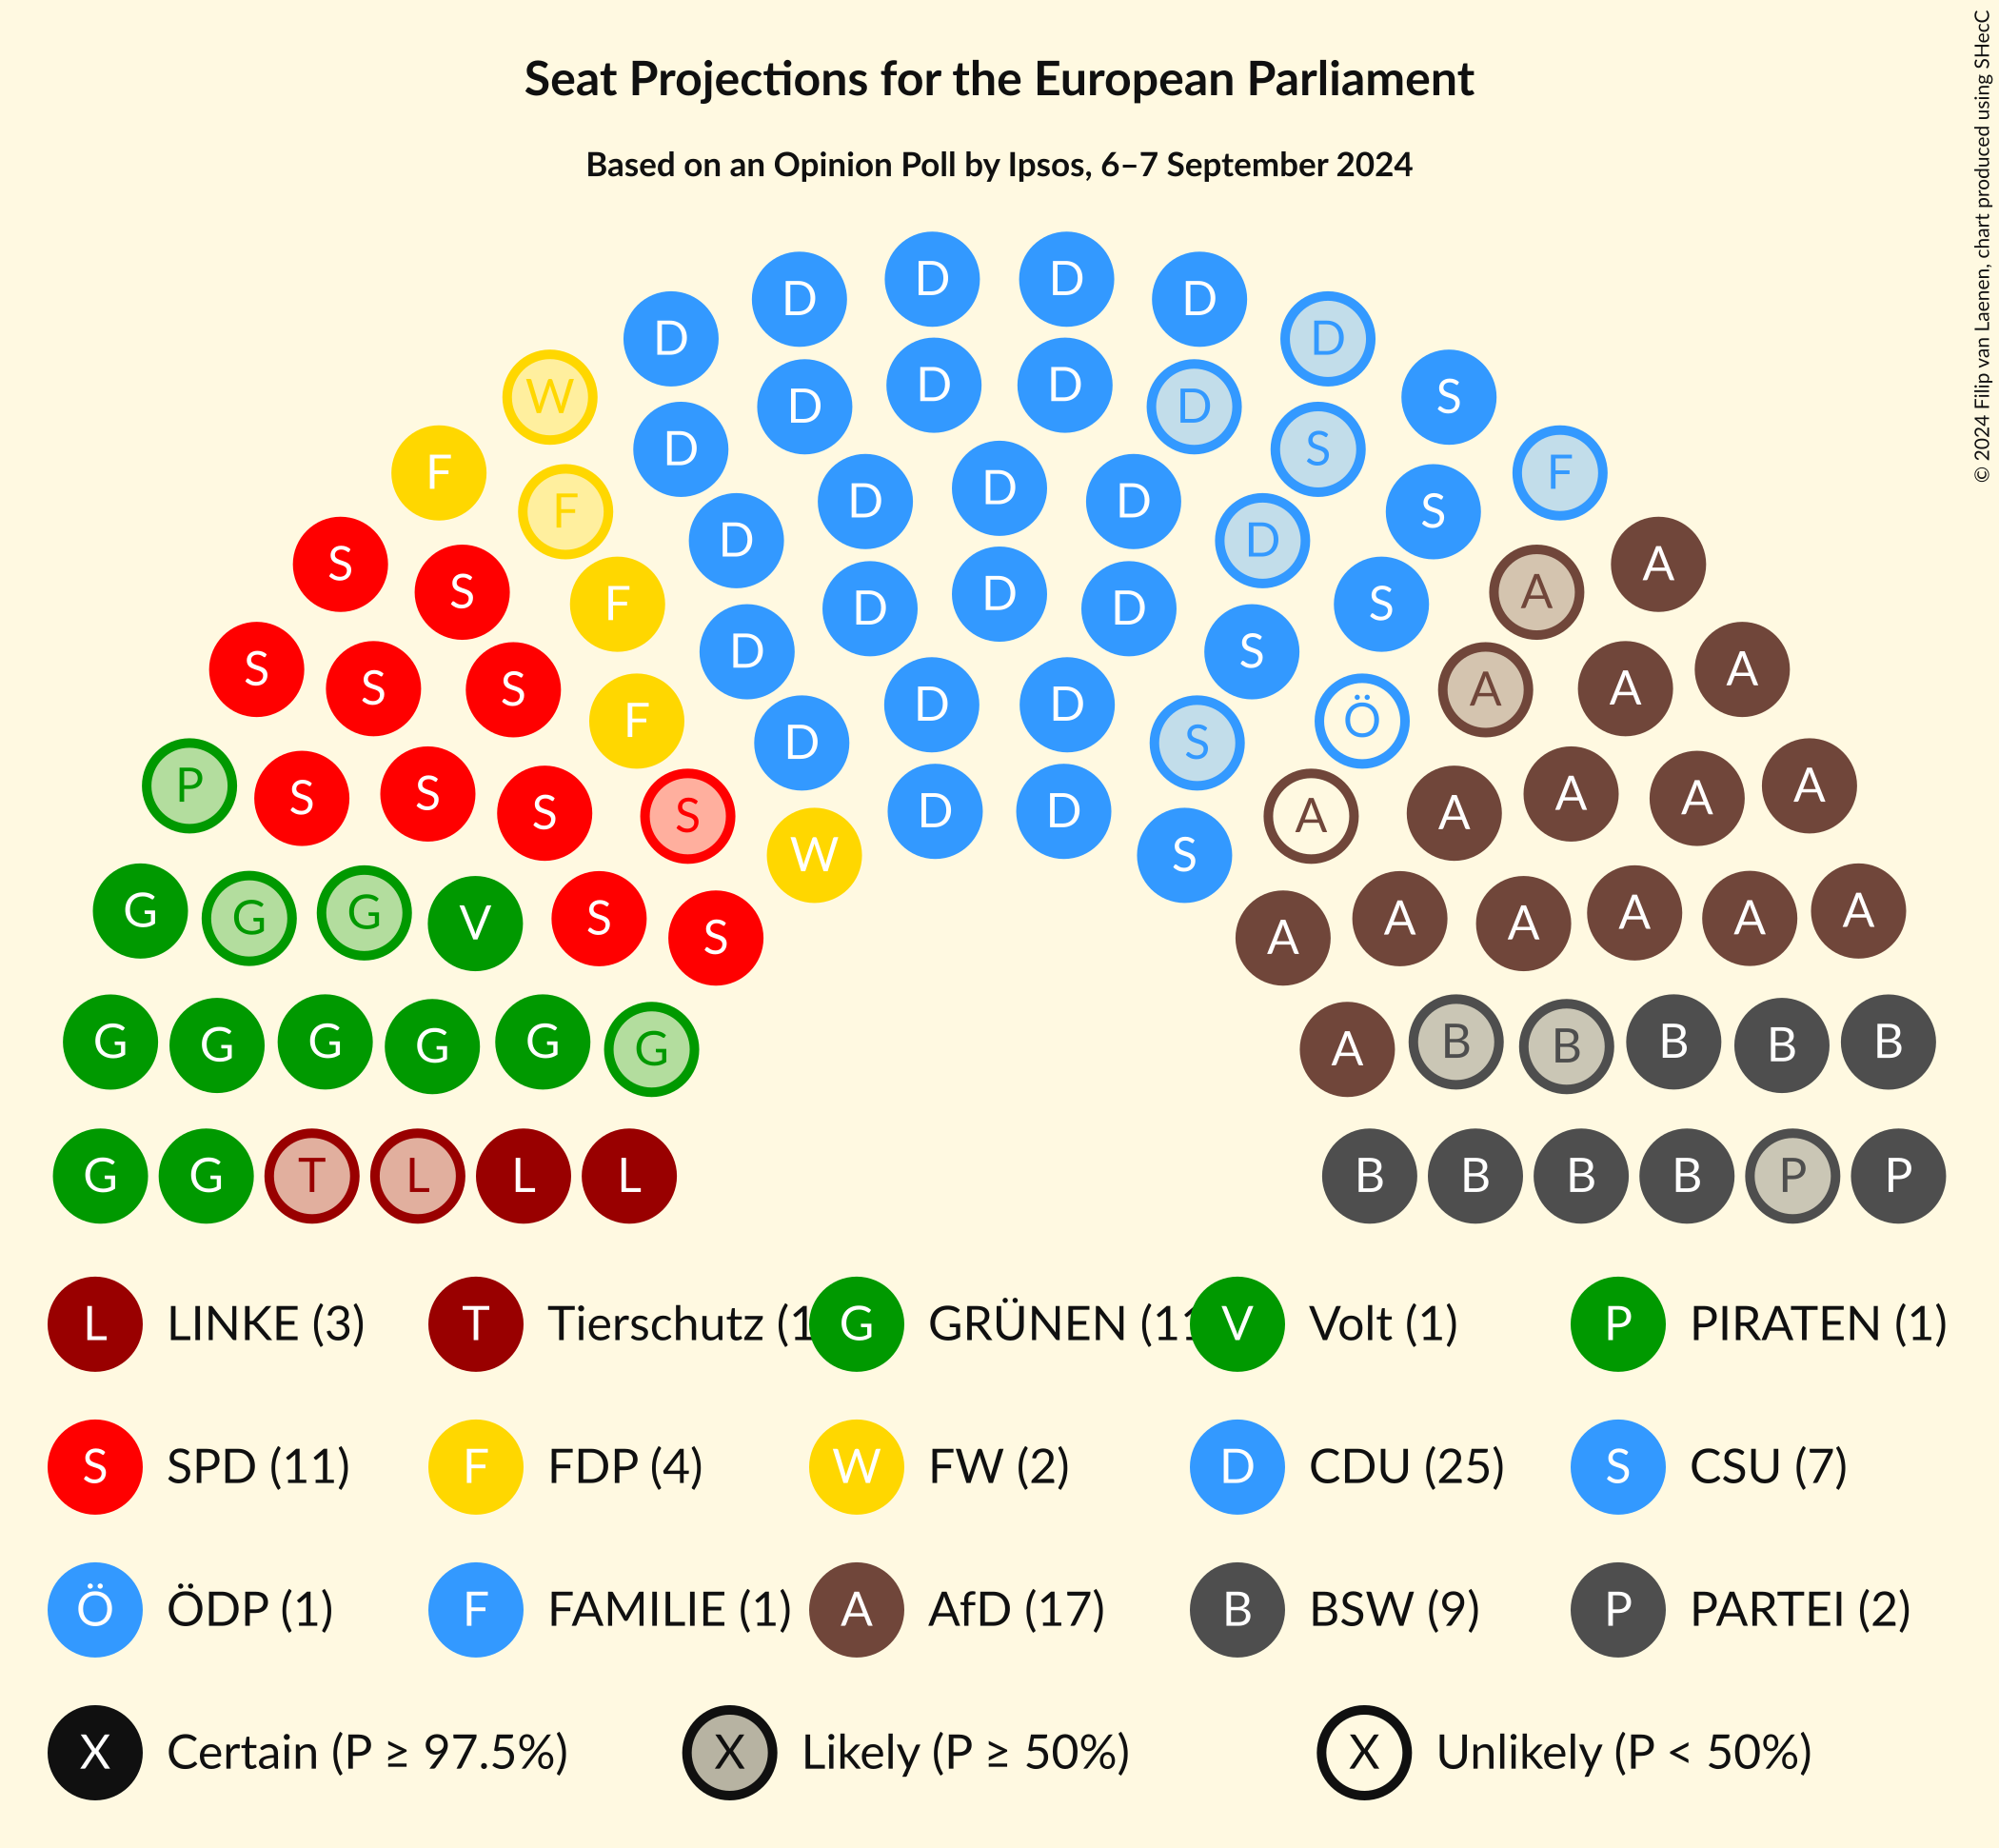 Seat Projections for the European Parliament
Based on an Opinion Poll by Ipsos, 6–7 September 2024
© 2024 Filip van Laenen, chart produced using SHecC
D D
D D
D D
D D
W S
D D
D S
F F
D
D D
F S
D D
S A
S D A
F D D S
D S
S A
S S A A
D D
F Ö
D S
P A
S S A A
D D
S S A A
W S
G G G V S A A A A A
S A
G G G G G G A B B B B B
G G T L L L B B B B P P
L LINKE (3) T Tierschutz (1 G GRÜNEN (11 V Volt (1) P PIRATEN (1)
S SPD (11) F FDP (4) W FW (2) D CDU (25) S CSU (7)
Ö ÖDP (1) F FAMILIE (1) A AfD (17) B BSW (9) P PARTEI (2)
X Certain (P ≥ 97.5%) X Likely (P ≥ 50%) X Unlikely (P < 50%)